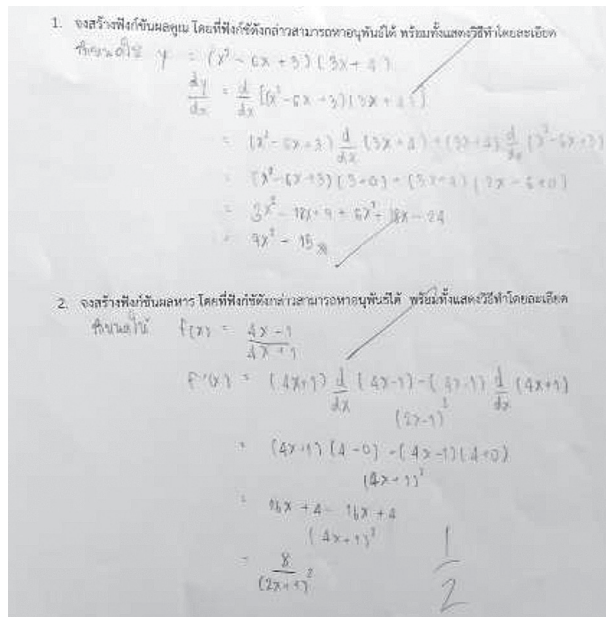 1. จงสร้างฟังก์ชันผลคูณ โดยที่ฟังก์ชันดังกล่าวสามารถหาอนุพันธ์ได้ พร้อมทั้งแสดงวิธีทำโดยละเอียด
กำหนดให้ y = (x² - 6x + 3)(3x + 4)
dy/dx = d/dx [(x² - 6x + 3)(3x + 4)]
= (x² - 6x + 3) d/dx (3x + 4) + (3x + 4) d/dx (x² - 6x + 3)
= (x² - 6x + 3)(3 + 0) + (3x + 4)(2x - 6 + 0)
= 3x² - 18x + 9 + 6x² - 18x - 24
= 9x² - 15
2. จงสร้างฟังก์ชันผลหาร โดยที่ฟังก์ชันดังกล่าวสามารถหาอนุพันธ์ได้ พร้อมทั้งแสดงวิธีทำโดยละเอียด
กำหนดให้ f(x) = 4x - 1 / 4x + 1
f'(x) = (4x + 1) d/dx (4x - 1) - (4x - 1) d/dx (4x + 1) / (2x - 1)²
= (4x + 1)(4 - 0) - (4x - 1)(4 + 0) / (4x + 1)²
= 16x + 4 - 16x + 4 / (4x + 1)²
= 8 / (2x + 1)²
1/2